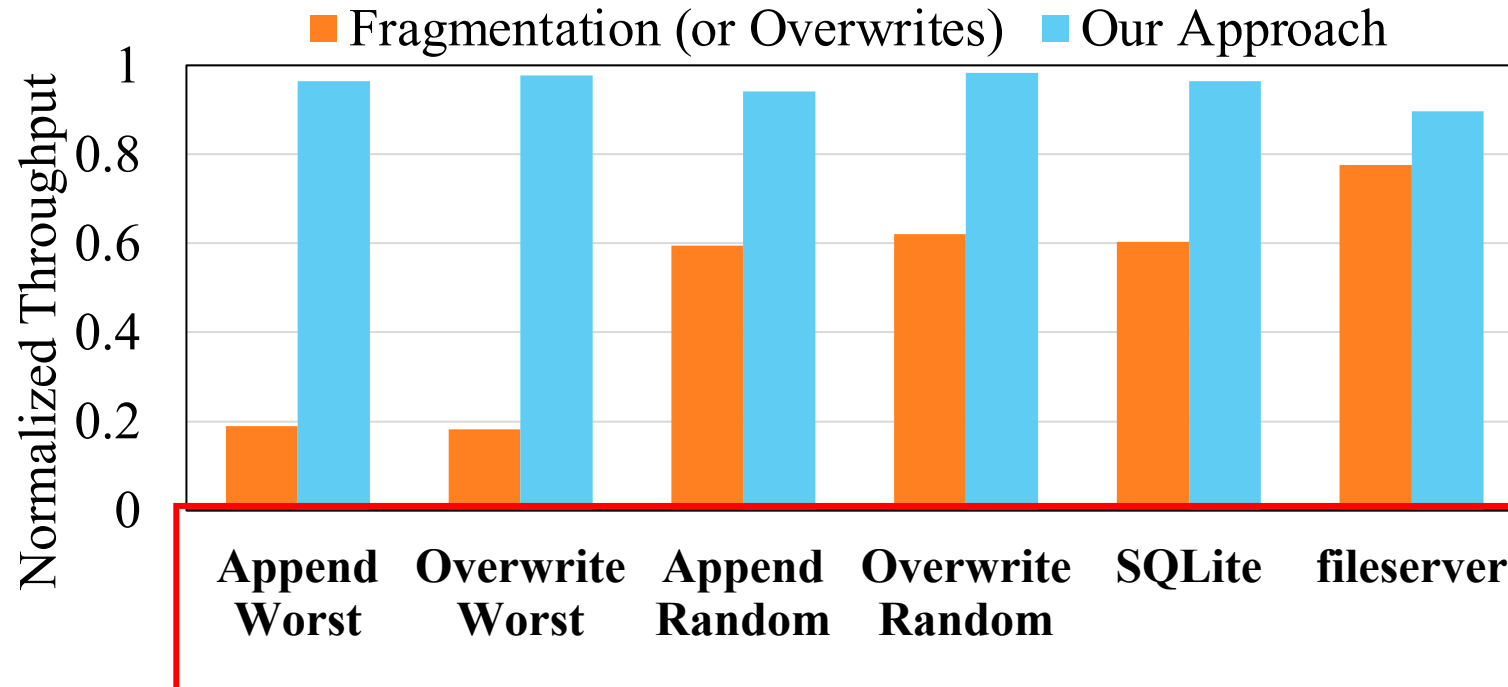 Fragmentation (or Overwrites) Our Approach
Normalized Throughput
1
0.8
0.6
0.4
0.2
0
Append Overwrite Append Overwrite SQLite fileserver
Worst Worst Random Random